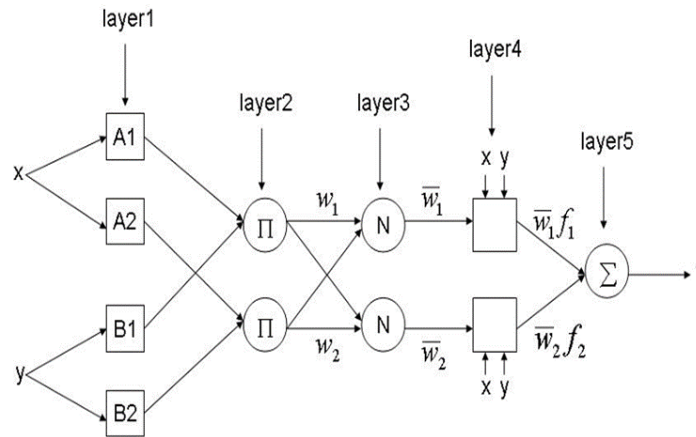 layer1
layer2
layer3
layer4
layer5
x
A1
A2
y
B1
B2
Π
Π
w₁
w₂
N
N
w̅₁
w̅₂
x y
x y
w̅₁f₁
w̅₂f₂
Σ